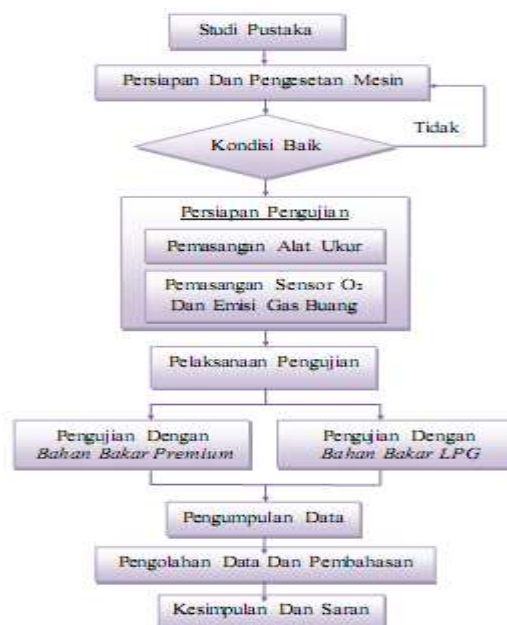 Studi Pustaka
Persiapan Dan Pengesetan Mesin
Tidak
Kondisi Baik
Persiapan Pengujian
Pemasangan Alat Ukur
Pemasangan Sensor O₂
Dan Emisi Gas Buang
Pelaksanaan Pengujian
Pengujian Dengan
Bahan Bakar Premium
Pengujian Dengan
Bahan Bakar LPG
Pengumpulan Data
Pengolahan Data Dan Pembahasan
Kesimpulan Dan Saran